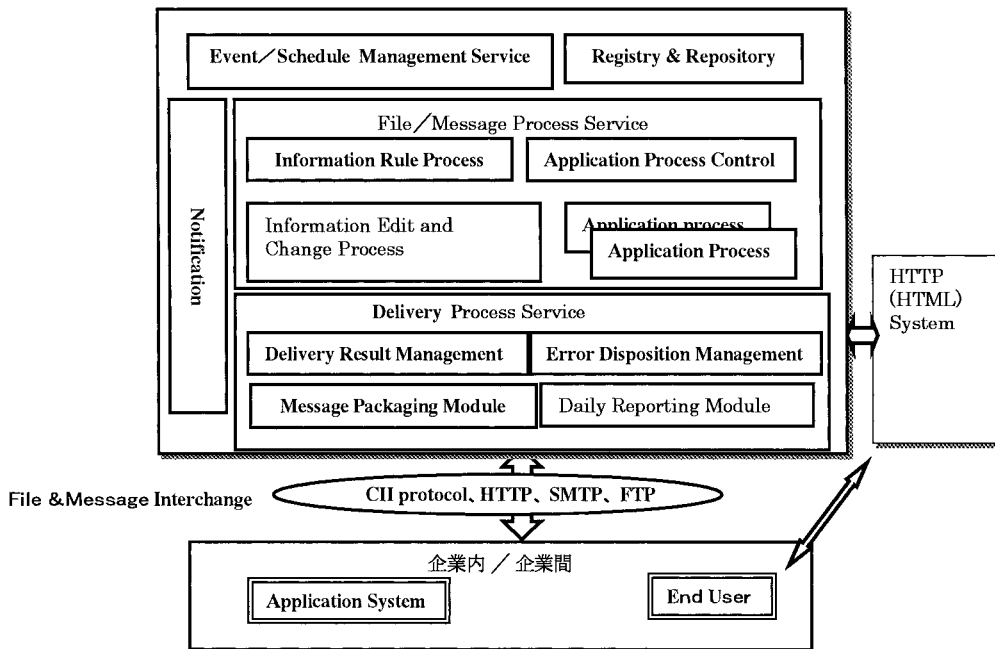 Event／Schedule Management Service
Registry & Repository
Notification
File／Message Process Service
Information Rule Process
Application Process Control
Information Edit and
Change Process
Application process
Application Process
Delivery Process Service
Delivery Result Management
Error Disposition Management
Message Packaging Module
Daily Reporting Module
HTTP
(HTML)
System
File &Message Interchange
CII protocol、HTTP、SMTP、FTP
企業内 ／ 企業間
Application System
End User